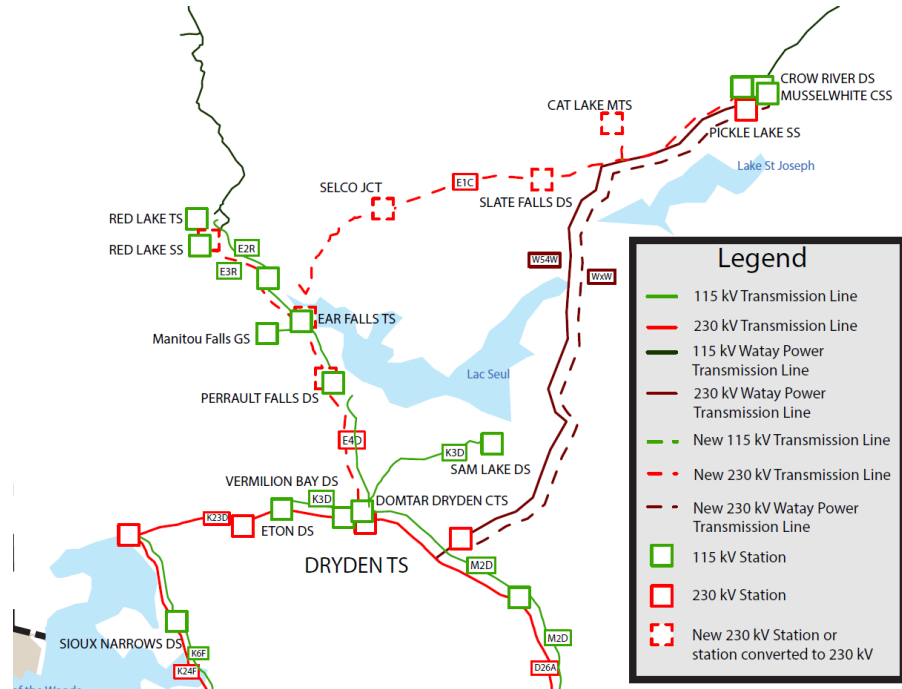 CROW RIVER DS
MUSSELWHITE CSS
CAT LAKE MTS
PICKLE LAKE SS
Lake St Joseph
SELCO JCT
E1C
SLATE FALLS DS
RED LAKE TS
RED LAKE SS
E2R
E3R
W54W
WxW
EAR FALLS TS
Manitou Falls GS
Lac Seul
PERRAULT FALLS DS
E4D
K3D
SAM LAKE DS
VERMILION BAY DS
K3D
DOMTAR DRYDEN CTS
K23D
ETON DS
DRYDEN TS
M2D
SIOUX NARROWS DS
K6F
K24F
M2D
D26A
of the Woods
Legend
115 kV Transmission Line
230 kV Transmission Line
115 kV Watay Power
Transmission Line
230 kV Watay Power
Transmission Line
New 115 kV Transmission Line
New 230 kV Transmission Line
New 230 kV Watay Power
Transmission Line
115 kV Station
230 kV Station
New 230 kV Station or
station converted to 230 kV